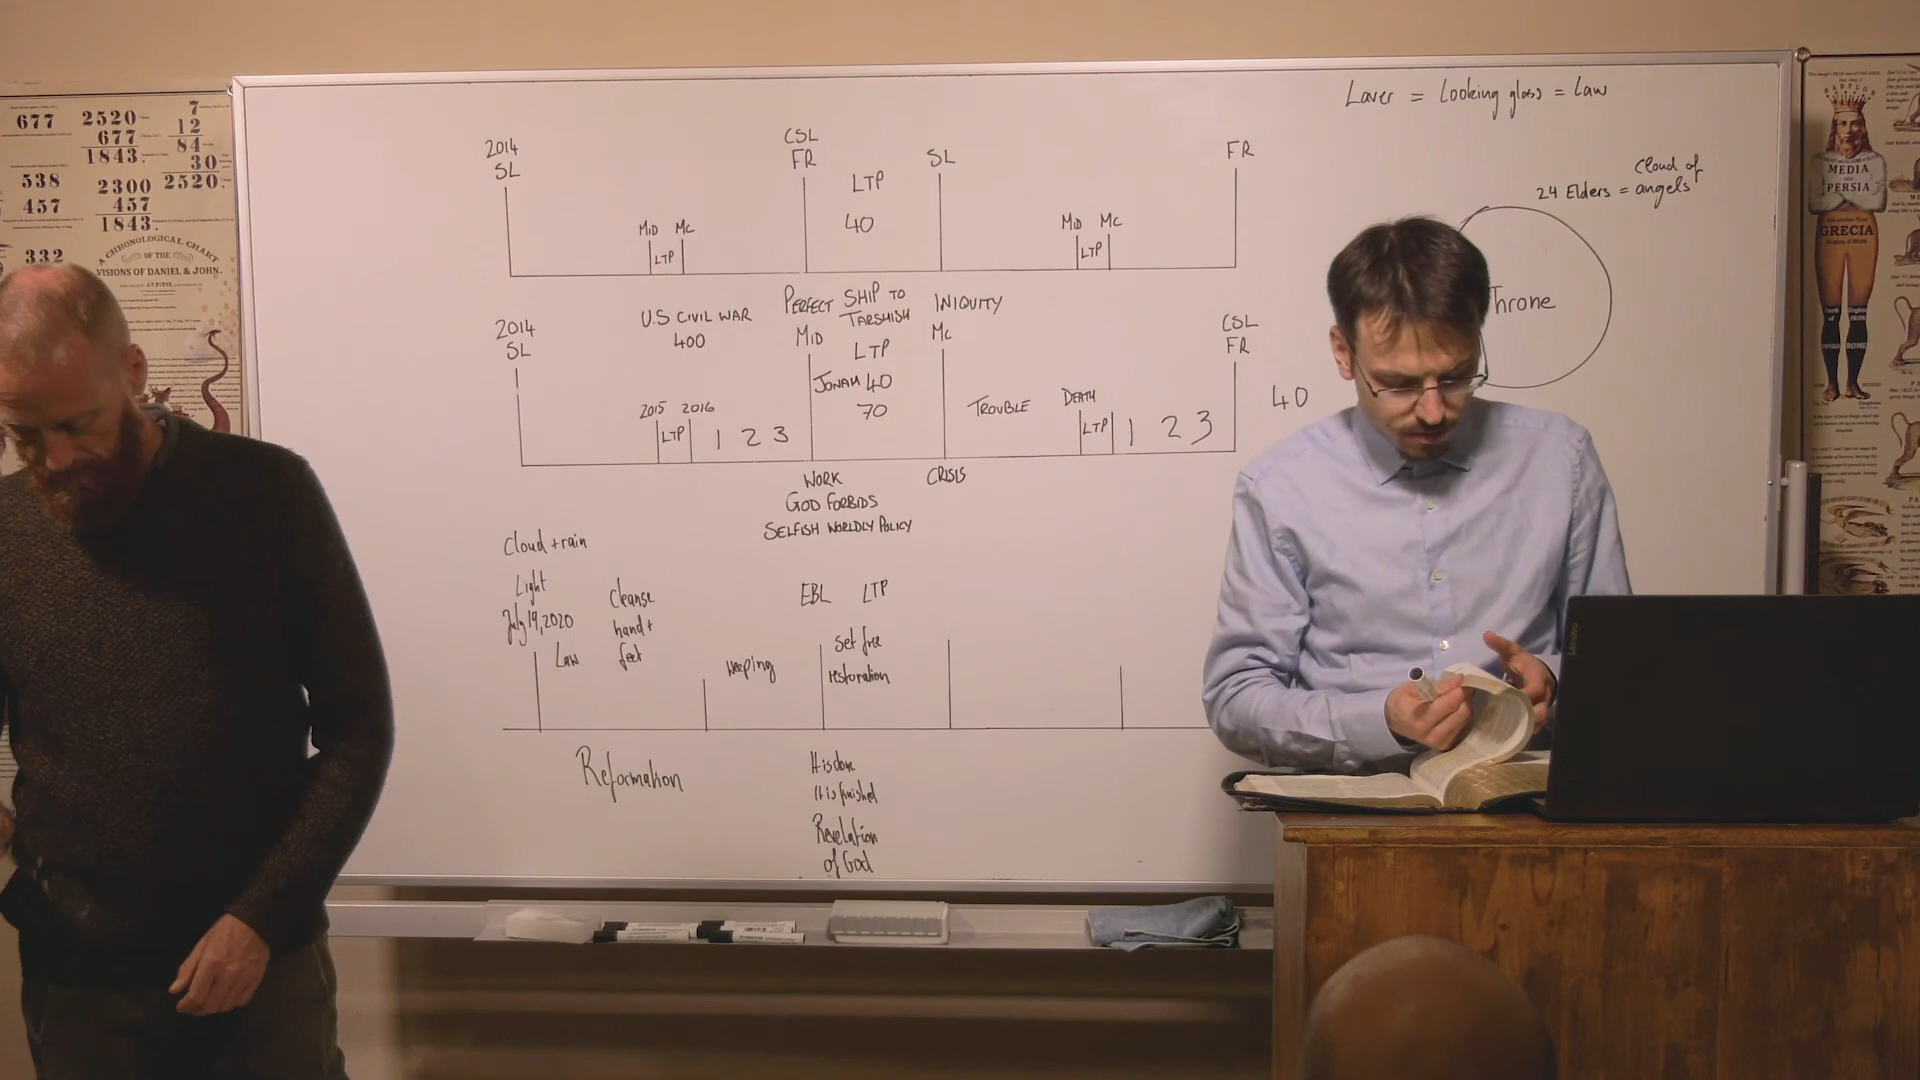 Laver = Looking glass = Law
Cloud of
24 Elders = angels
Throne
2014
SL
CSL
FR
LTP
40
SL
FR
MID MC
LTP
MID MC
LTP
2014
SL
U.S CIVIL WAR
400
PERFECT SHIP TO
TARSHISH
INIQUITY
MID
LTP
MC
JONAH 40
70
CSL
FR
2015 2016
LTP
1 2 3
TROUBLE
DEATH
LTP
1 2 3
40
WORK
CRISIS
GOD FORBIDS
SELFISH WORLDLY POLICY
Cloud + rain
Light
July 19, 2020
Law
Cleanse
hand +
feet
weeping
EBL LTP
Set free
restoration
Reformation
It is finished
Revelation
of God
677
2520
677
1843.
7
12
84
30
2520.
538
457
2300
457
1843.
332
A CHRONOLOGICAL CHART
OF THE
VISIONS OF DANIEL & JOHN.
BABYLON
MEDIA
PERSIA
GRECIA
ROME
Lenovo